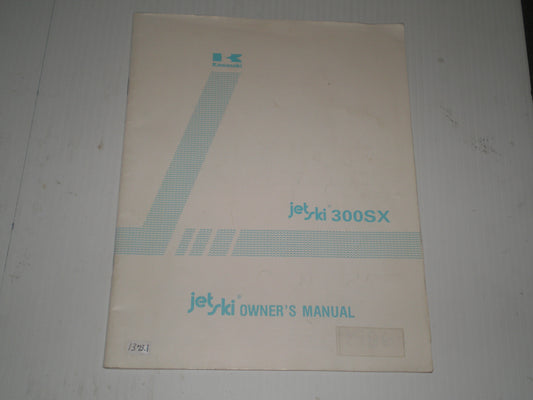 Kawasaki
jet ski® 300SX
jet ski® OWNER'S MANUAL